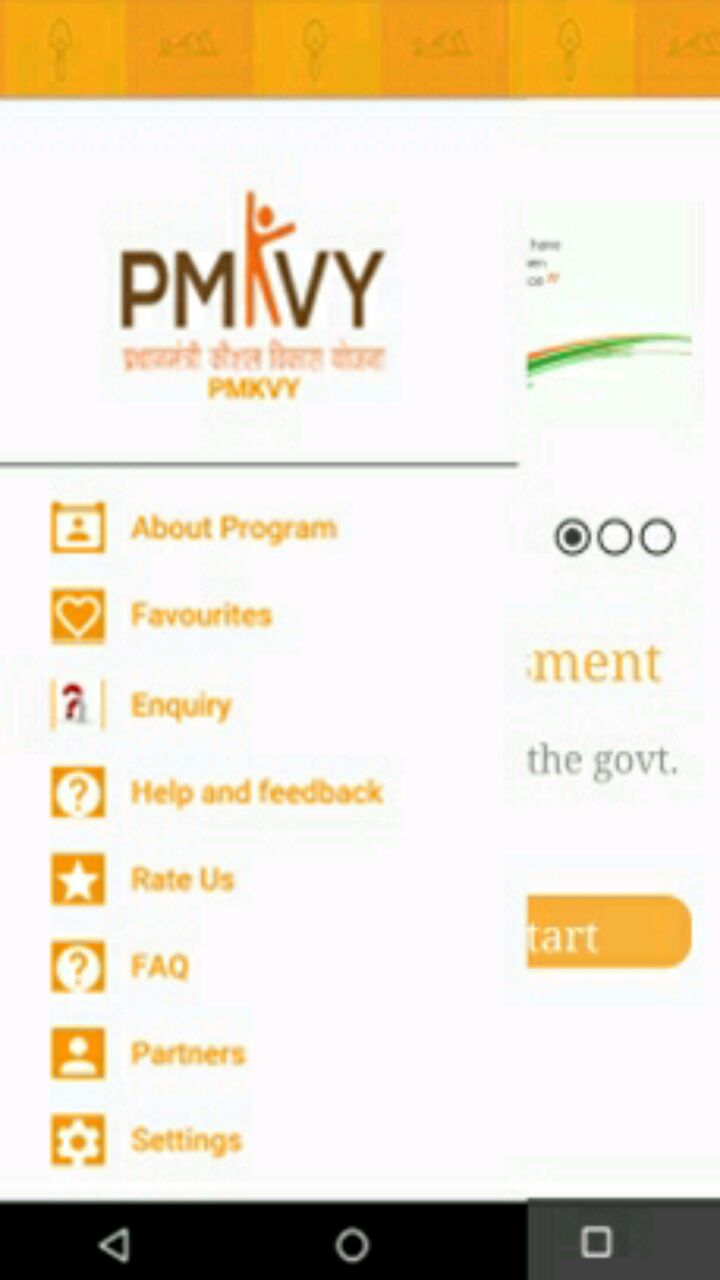 PMKVY
प्रधानमंत्री कौशल विकास योजना
PMKVY
About Program
Favourites
Enquiry
Help and feedback
Rate Us
FAQ
Partners
Settings
have
ment
the govt.
tart